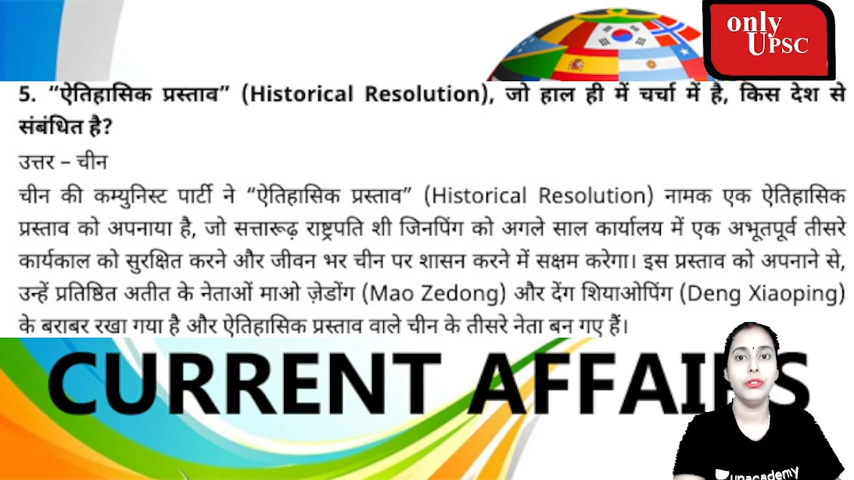 only
UPSC
5. “ऐतिहासिक प्रस्ताव” (Historical Resolution), जो हाल ही में चर्चा में है, किस देश से
संबंधित है?
उत्तर – चीन
चीन की कम्युनिस्ट पार्टी ने “ऐतिहासिक प्रस्ताव” (Historical Resolution) नामक एक ऐतिहासिक
प्रस्ताव को अपनाया है, जो सत्तारूढ़ राष्ट्रपति शी जिनपिंग को अगले साल कार्यालय में एक अभूतपूर्व तीसरे
कार्यकाल को सुरक्षित करने और जीवन भर चीन पर शासन करने में सक्षम करेगा। इस प्रस्ताव को अपनाने से,
उन्हें प्रतिष्ठित अतीत के नेताओं माओ ज़ेडोंग (Mao Zedong) और देंग शियाओपिंग (Deng Xiaoping)
के बराबर रखा गया है और ऐतिहासिक प्रस्ताव वाले चीन के तीसरे नेता बन गए हैं।
CURRENT AFFAIRS
unacademy